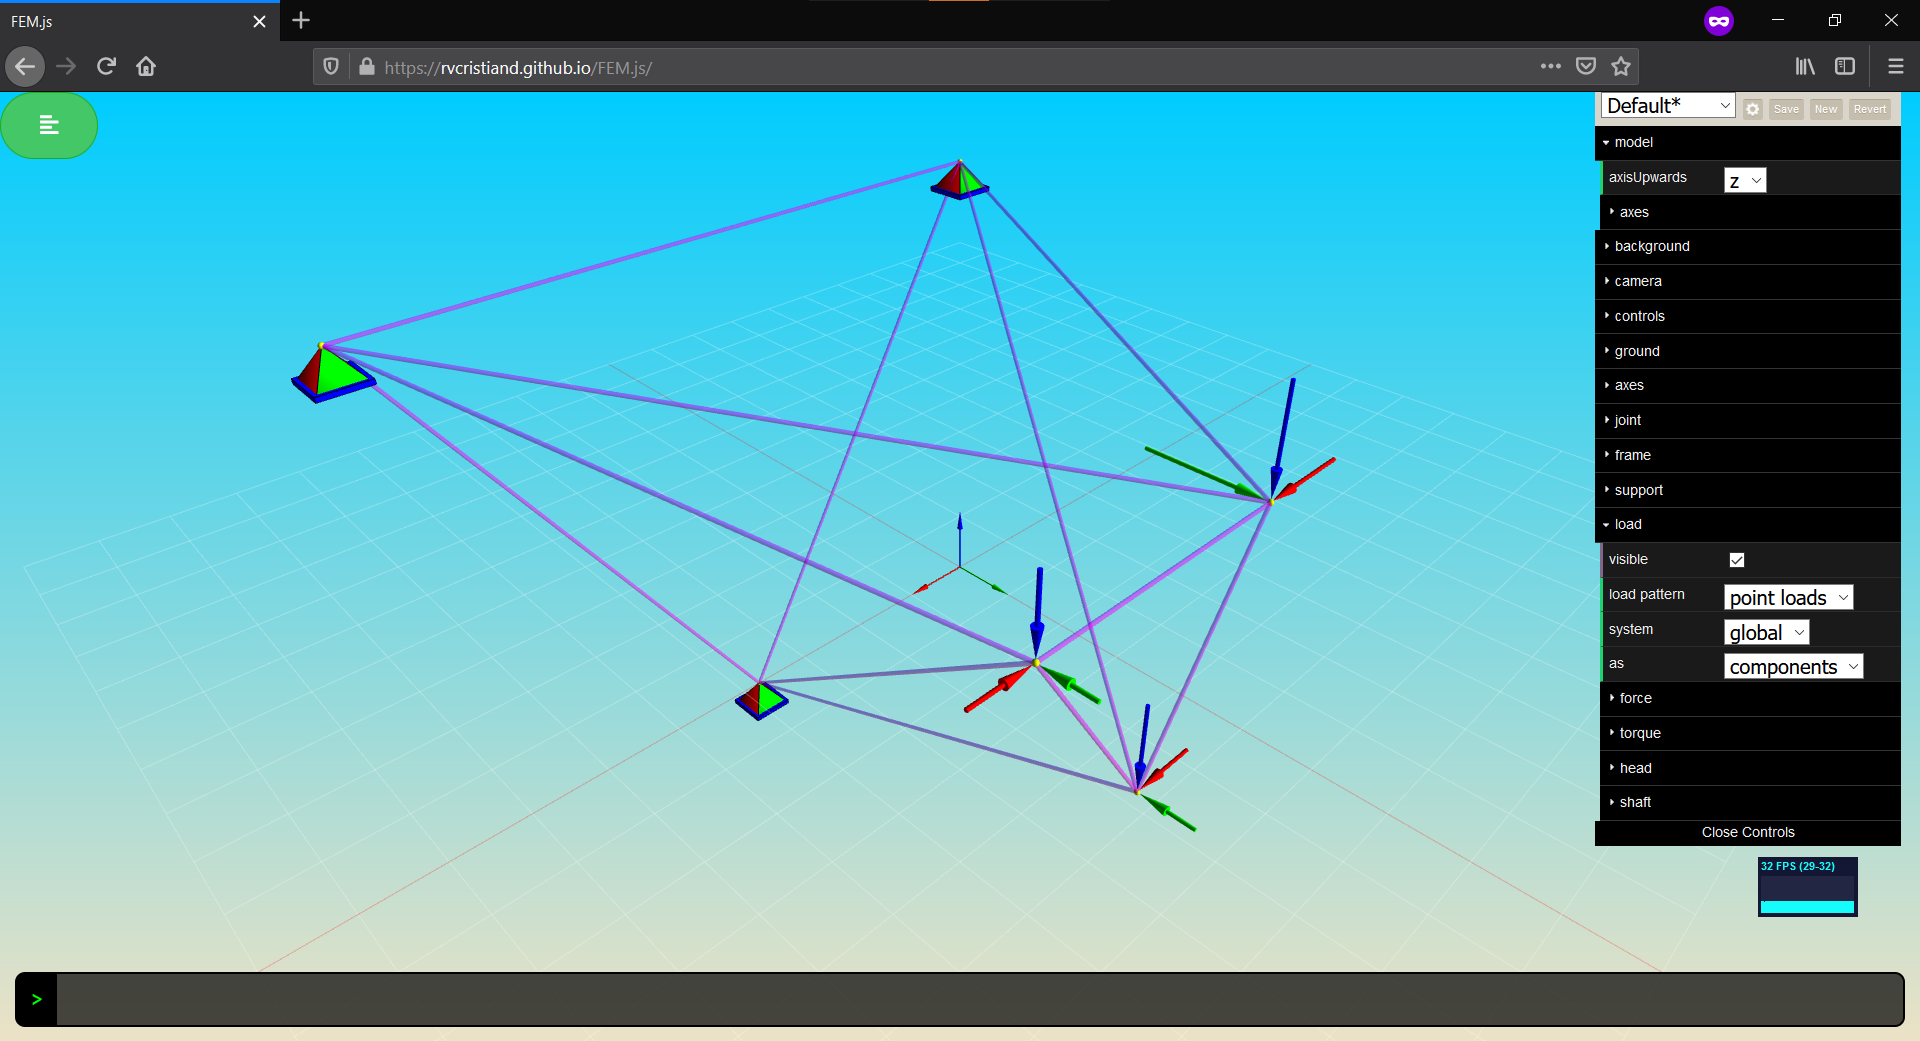 FEM.js
https://rvcristiand.github.io/FEM.js/
Default*
Save
New
Revert
model
axisUpwards
z
axes
background
camera
controls
ground
axes
joint
frame
support
load
visible
load pattern
point loads
system
global
as
components
force
torque
head
shaft
Close Controls
32 FPS (29-32)
>